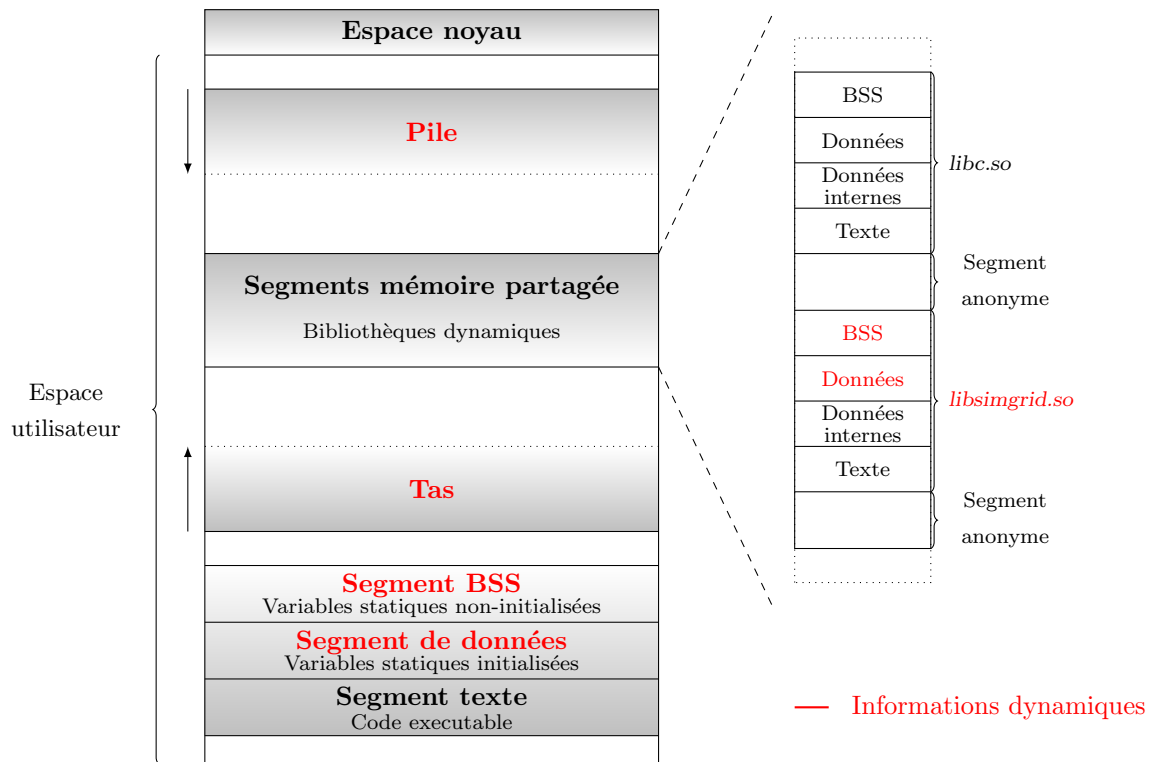 Espace noyau
Pile
Segments mémoire partagée
Bibliothèques dynamiques
Espace
utilisateur
Tas
Segment BSS
Variables statiques non-initialisées
Segment de données
Variables statiques initialisées
Segment texte
Code executable
BSS
Données
Données
internes
Texte
libc.so
Segment
anonyme
BSS
Données
Données
internes
Texte
libsimgrid.so
Segment
anonyme
Informations dynamiques